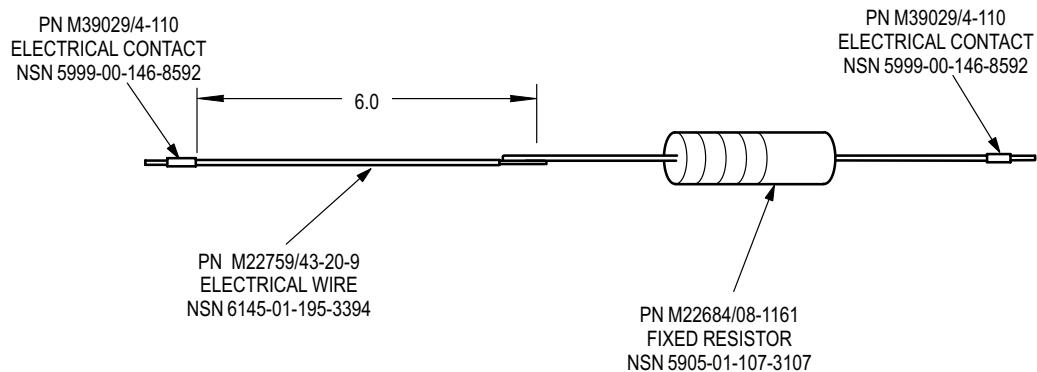 PN M39029/4-110
ELECTRICAL CONTACT
NSN 5999-00-146-8592
PN M39029/4-110
ELECTRICAL CONTACT
NSN 5999-00-146-8592
6.0
PN M22759/43-20-9
ELECTRICAL WIRE
NSN 6145-01-195-3394
PN M22684/08-1161
FIXED RESISTOR
NSN 5905-01-107-3107